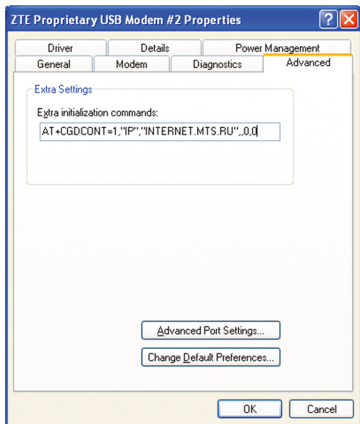 ZTE Proprietary USB Modem #2 Properties
Driver Details Power Management
General Modem Diagnostics Advanced
Extra Settings
Extra initialization commands:
AT+CGDCONT=1,"IP","INTERNET.MTS.RU",,0,0
Advanced Port Settings...
Change Default Preferences...
OK Cancel